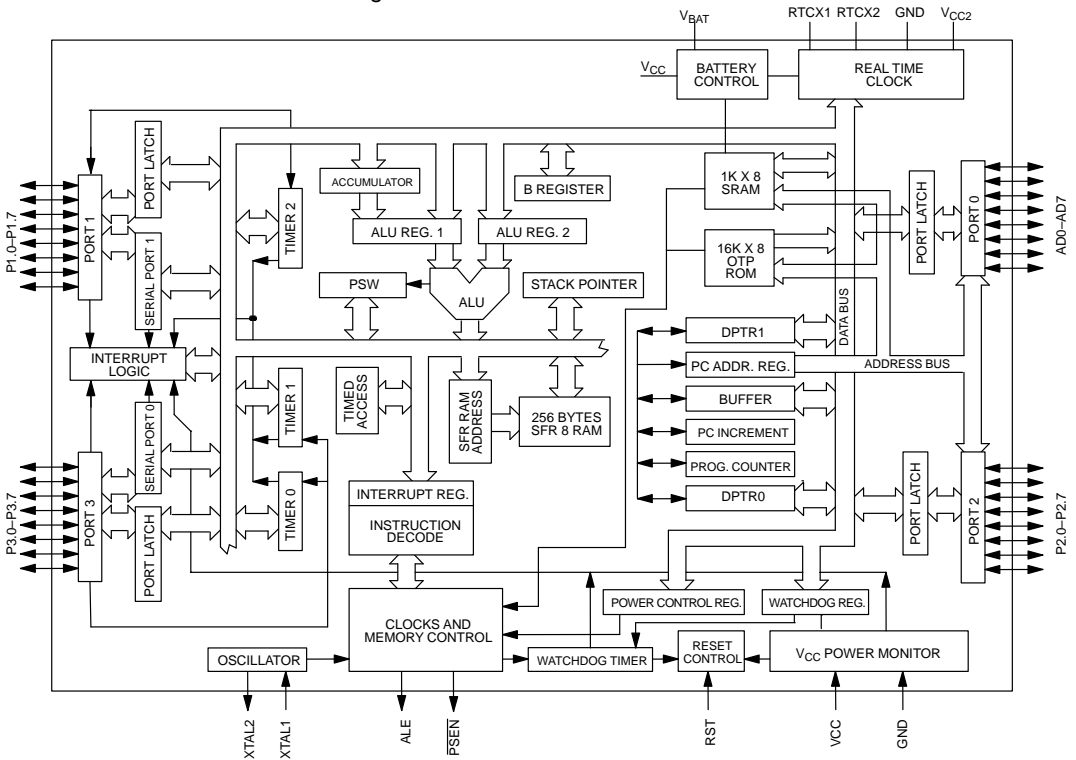 V_BAT
RTCX1 RTCX2 GND V_CC2
V_CC
BATTERY
CONTROL
REAL TIME
CLOCK
PORT LATCH
PORT 1
P1.0–P1.7
SERIAL PORT 1
TIMER 2
ACCUMULATOR
B REGISTER
ALU REG. 1
ALU REG. 2
1K X 8
SRAM
16K X 8
OTP
ROM
PORT LATCH
PORT 0
AD0–AD7
PSW
ALU
STACK POINTER
DATA BUS
ADDRESS BUS
INTERRUPT
LOGIC
TIMER 1
TIMED
ACCESS
SFR RAM
ADDRESS
256 BYTES
SFR 8 RAM
DPTR1
PC ADDR. REG.
BUFFER
PC INCREMENT
PROG. COUNTER
DPTR0
SERIAL PORT 0
PORT 3
P3.0–P3.7
PORT LATCH
TIMER 0
INTERRUPT REG.
INSTRUCTION
DECODE
PORT LATCH
PORT 2
P2.0–P2.7
CLOCKS AND
MEMORY CONTROL
POWER CONTROL REG.
WATCHDOG REG.
OSCILLATOR
WATCHDOG TIMER
RESET
CONTROL
V_CC POWER MONITOR
XTAL2
XTAL1
ALE
PSEN
RST
VCC
GND